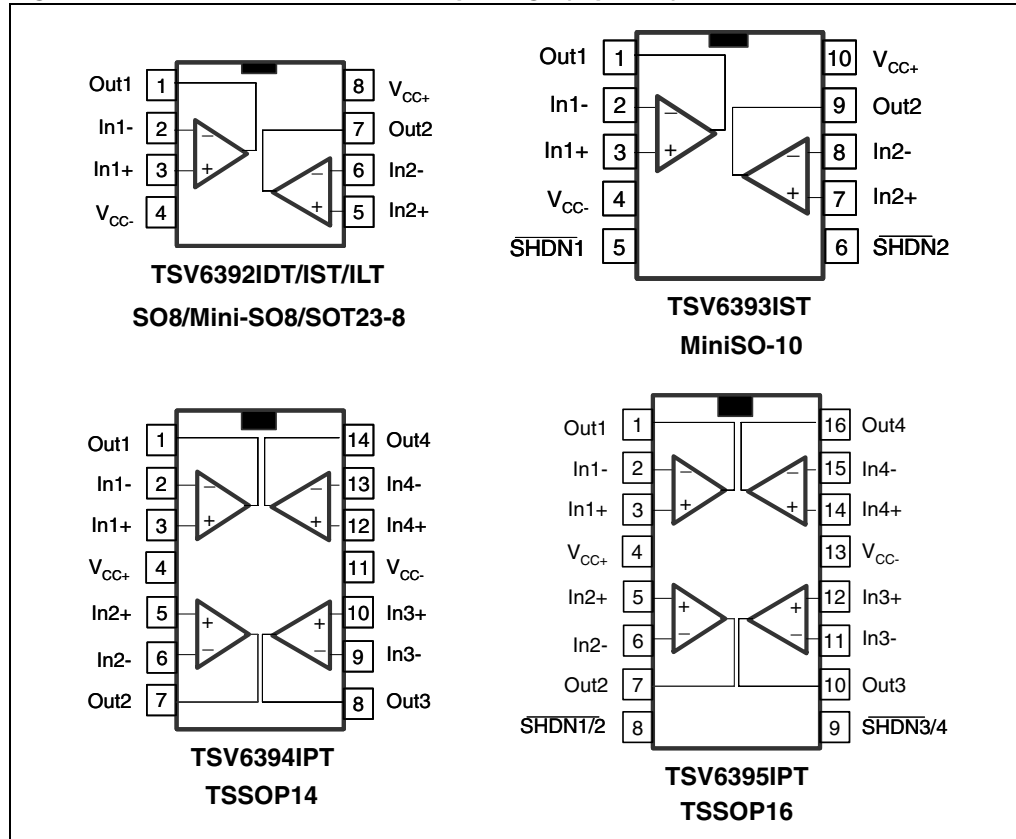 Out1 1 8 VCC+
In1- 2 − 7 Out2
In1+ 3 + − 6 In2-
VCC- 4 + 5 In2+
TSV6392IDT/IST/ILT
SO8/Mini-SO8/SOT23-8
Out1 1 10 VCC+
In1- 2 − 9 Out2
In1+ 3 + − 8 In2-
VCC- 4 + 7 In2+
SHDN1 5 6 SHDN2
TSV6393IST
MiniSO-10
Out1 1 14 Out4
In1- 2 − − 13 In4-
In1+ 3 + + 12 In4+
VCC+ 4 11 VCC-
In2+ 5 + + 10 In3+
In2- 6 − − 9 In3-
Out2 7 8 Out3
TSV6394IPT
TSSOP14
Out1 1 16 Out4
In1- 2 − − 15 In4-
In1+ 3 + + 14 In4+
VCC+ 4 13 VCC-
In2+ 5 + + 12 In3+
In2- 6 − − 11 In3-
Out2 7 10 Out3
SHDN1/2 8 9 SHDN3/4
TSV6395IPT
TSSOP16